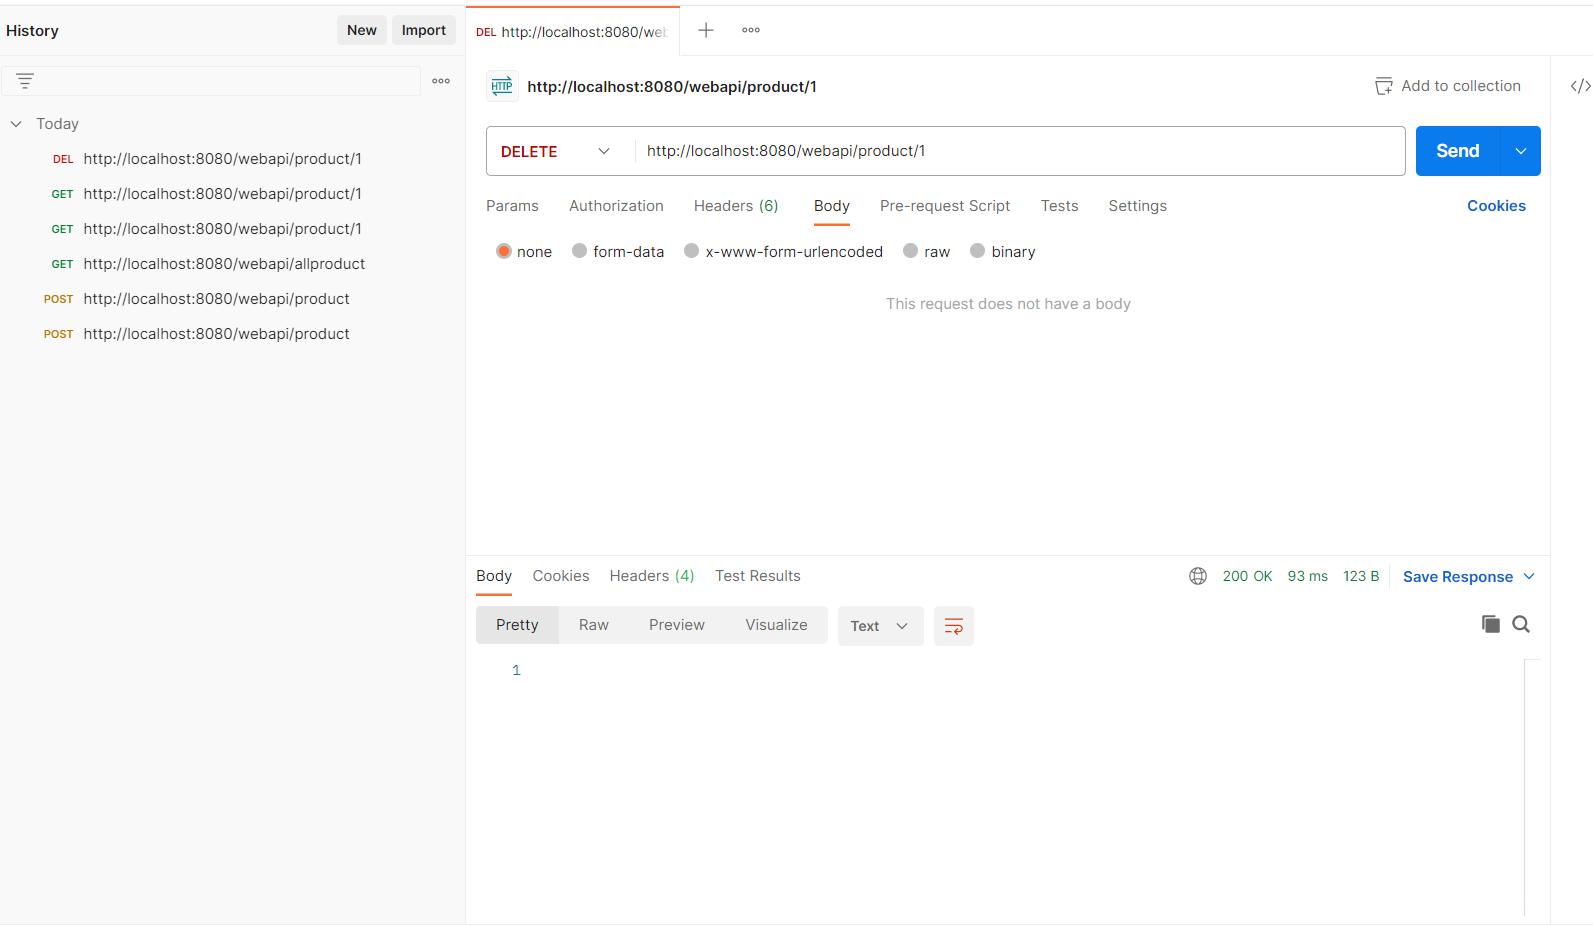 History
New
Import
Today
DEL http://localhost:8080/webapi/product/1
GET http://localhost:8080/webapi/product/1
GET http://localhost:8080/webapi/product/1
GET http://localhost:8080/webapi/allproduct
POST http://localhost:8080/webapi/product
POST http://localhost:8080/webapi/product
DEL http://localhost:8080/web
HTTP http://localhost:8080/webapi/product/1
Add to collection
</>
DELETE http://localhost:8080/webapi/product/1
Send
Params Authorization Headers (6) Body Pre-request Script Tests Settings Cookies
none form-data x-www-form-urlencoded raw binary
This request does not have a body
Body Cookies Headers (4) Test Results 200 OK 93 ms 123 B Save Response
Pretty Raw Preview Visualize Text
1